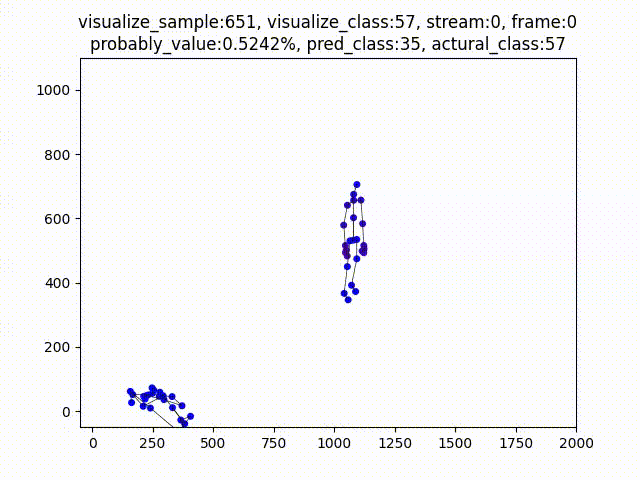 visualize_sample:651, visualize_class:57, stream:0, frame:0
probably_value:0.5242%, pred_class:35, actural_class:57
1000
800
600
400
200
0
0 250 500 750 1000 1250 1500 1750 2000